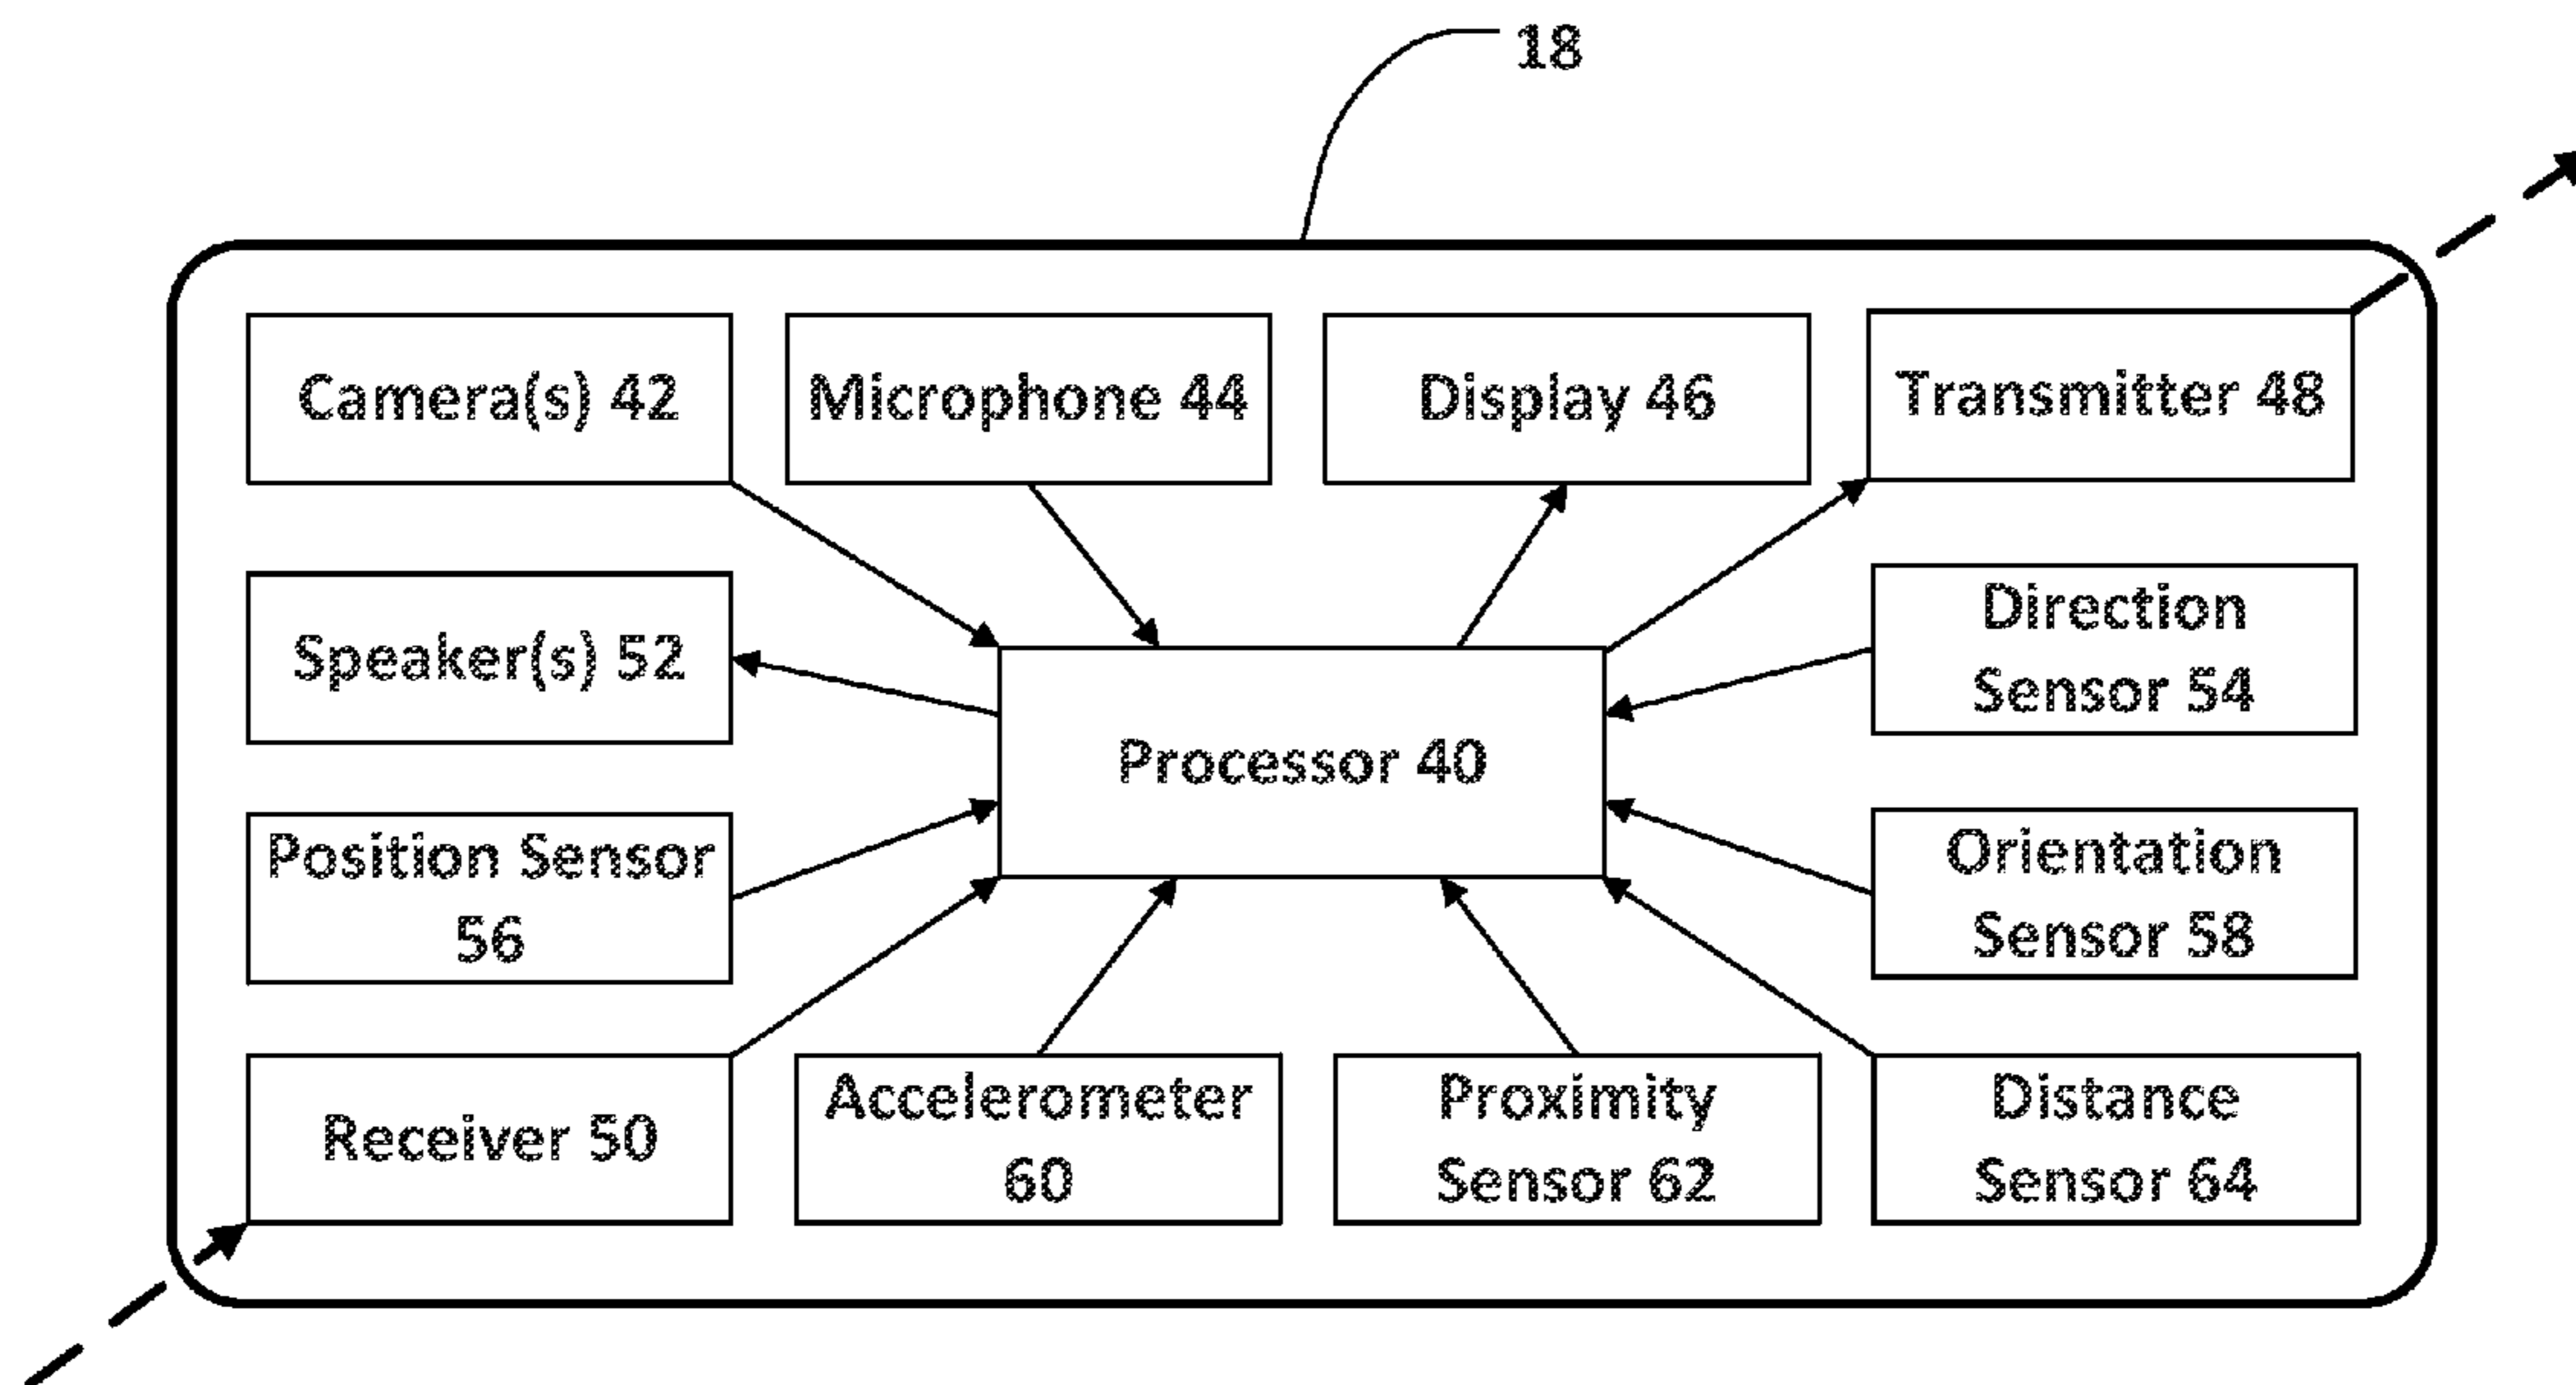 18
Camera(s) 42
Microphone 44
Display 46
Transmitter 48
Speaker(s) 52
Direction
Sensor 54
Processor 40
Position Sensor
56
Orientation
Sensor 58
Receiver 50
Accelerometer
60
Proximity
Sensor 62
Distance
Sensor 64